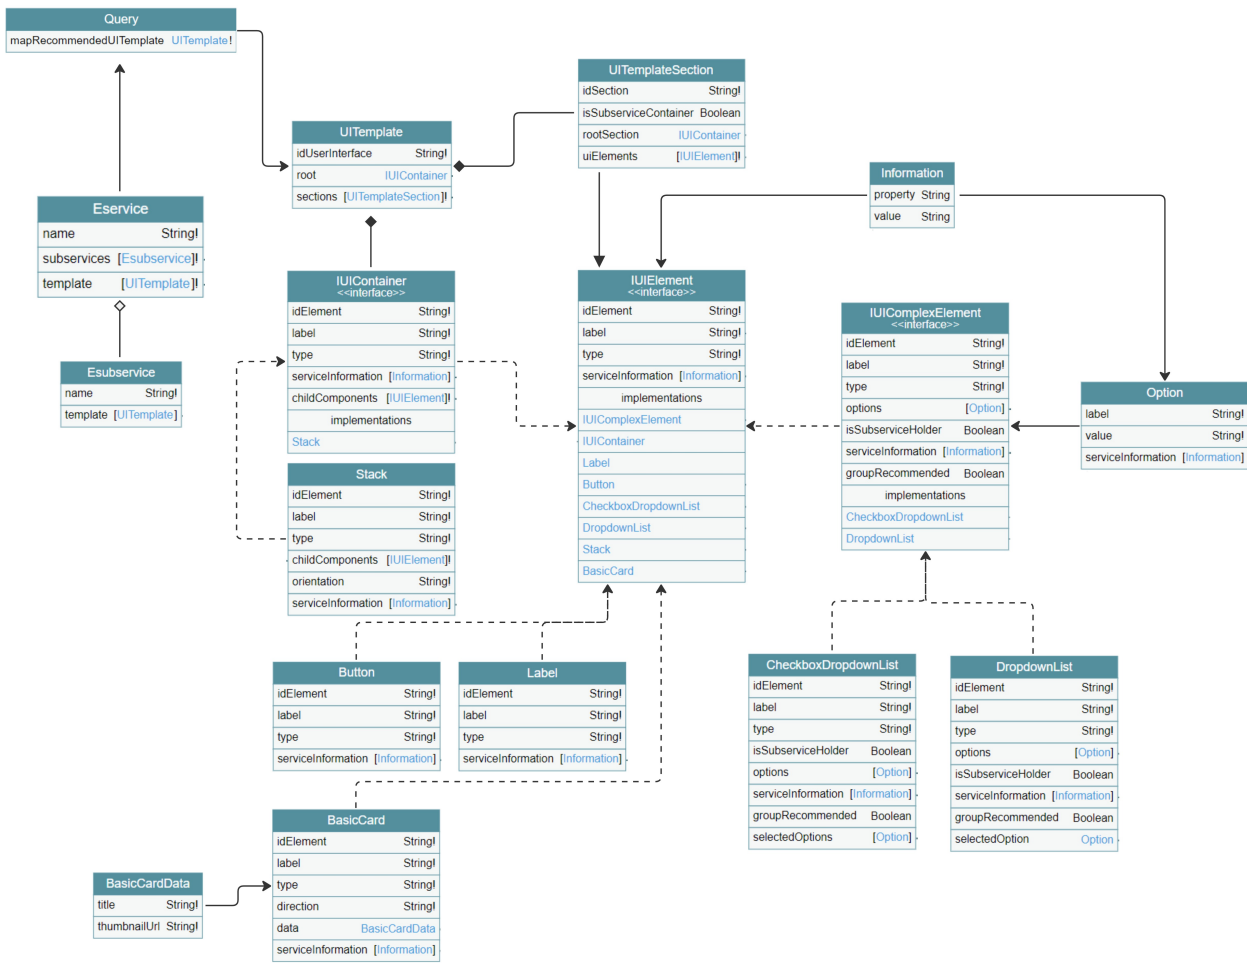 Query
mapRecommendedUITemplate UITemplate!
UITemplateSection
idSection String!
isSubserviceContainer Boolean
rootSection IUIContainer
uiElements [IUIElement]!
UITemplate
idUserInterface String!
root IUIContainer
sections [UITemplateSection]!
Information
property String
value String
Eservice
name String!
subservices [Esubservice]!
template [UITemplate]!
Esubservice
name String!
template [UITemplate]
IUIContainer
<<interface>>
idElement String!
label String!
type String!
serviceInformation [Information]
childComponents [IUIElement]!
implementations
Stack
Stack
idElement String!
label String!
type String!
childComponents [IUIElement]!
orientation String!
serviceInformation [Information]
IUIElement
<<interface>>
idElement String!
label String!
type String!
serviceInformation [Information]
implementations
IUIComplexElement
IUIContainer
Label
Button
CheckboxDropdownList
DropdownList
Stack
BasicCard
IUIComplexElement
<<interface>>
idElement String!
label String!
type String!
options [Option]
isSubserviceHolder Boolean
serviceInformation [Information]
groupRecommended Boolean
implementations
CheckboxDropdownList
DropdownList
Option
label String!
value String!
serviceInformation [Information]
Button
idElement String!
label String!
type String!
serviceInformation [Information]
Label
idElement String!
label String!
type String!
serviceInformation [Information]
CheckboxDropdownList
idElement String!
label String!
type String!
isSubserviceHolder Boolean
options [Option]
serviceInformation [Information]
groupRecommended Boolean
selectedOptions [Option]
DropdownList
idElement String!
label String!
type String!
options [Option]
isSubserviceHolder Boolean
serviceInformation [Information]
groupRecommended Boolean
selectedOption Option
BasicCard
idElement String!
label String!
type String!
direction String!
data BasicCardData
serviceInformation [Information]
BasicCardData
title String!
thumbnailUrl String!